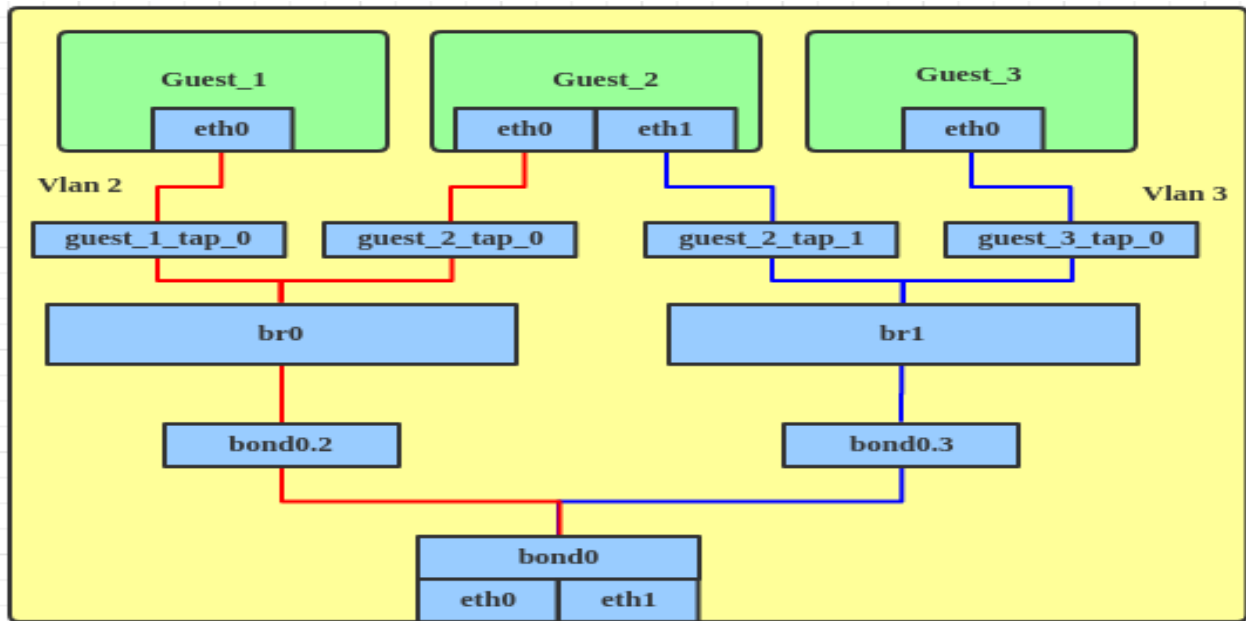 Guest_1
Guest_2
Guest_3
eth0
eth0
eth1
eth0
Vlan 2
Vlan 3
guest_1_tap_0
guest_2_tap_0
guest_2_tap_1
guest_3_tap_0
br0
br1
bond0.2
bond0.3
bond0
eth0
eth1